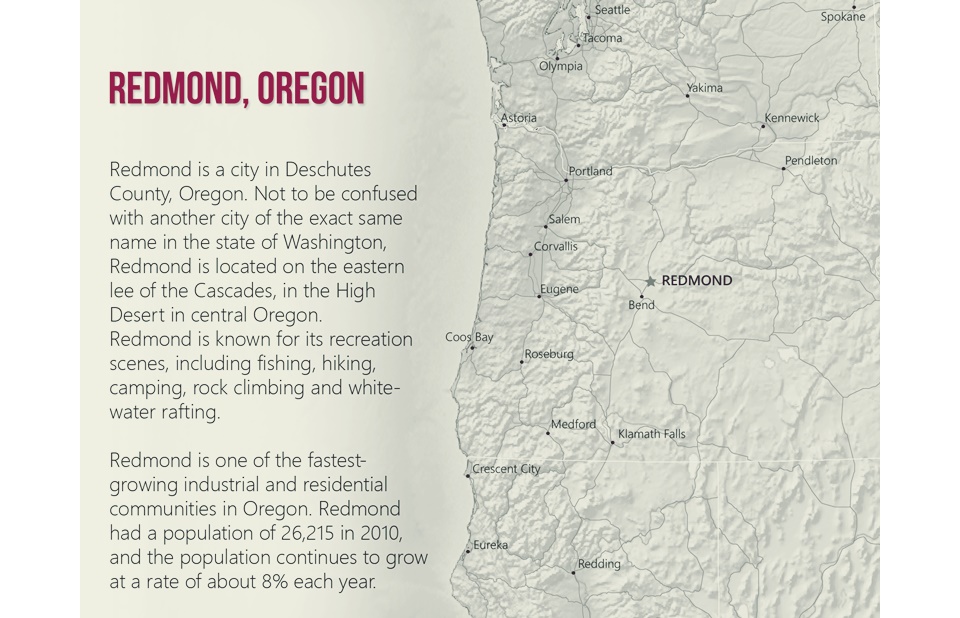 REDMOND, OREGON
Redmond is a city in Deschutes
County, Oregon. Not to be confused
with another city of the exact same
name in the state of Washington,
Redmond is located on the eastern
lee of the Cascades, in the High
Desert in central Oregon.
Redmond is known for its recreation
scenes, including fishing, hiking,
camping, rock climbing and white-
water rafting.
Redmond is one of the fastest-
growing industrial and residential
communities in Oregon. Redmond
had a population of 26,215 in 2010,
and the population continues to grow
at a rate of about 8% each year.
Seattle
Spokane
Tacoma
Olympia
Yakima
Astoria
Kennewick
Pendleton
Portland
Salem
Corvallis
REDMOND
Eugene
Bend
Coos Bay
Roseburg
Medford
Klamath Falls
Crescent City
Eureka
Redding